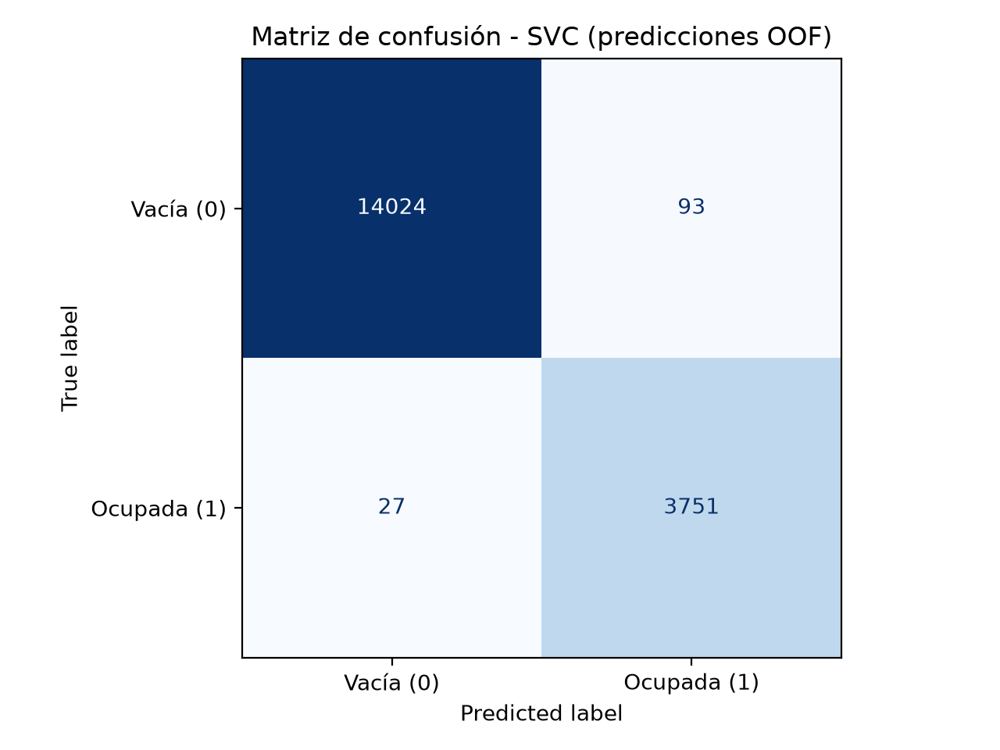 Matriz de confusión - SVC (predicciones OOF)
Vacía (0)
14024
93
True label
Ocupada (1)
27
3751
Vacía (0)
Ocupada (1)
Predicted label